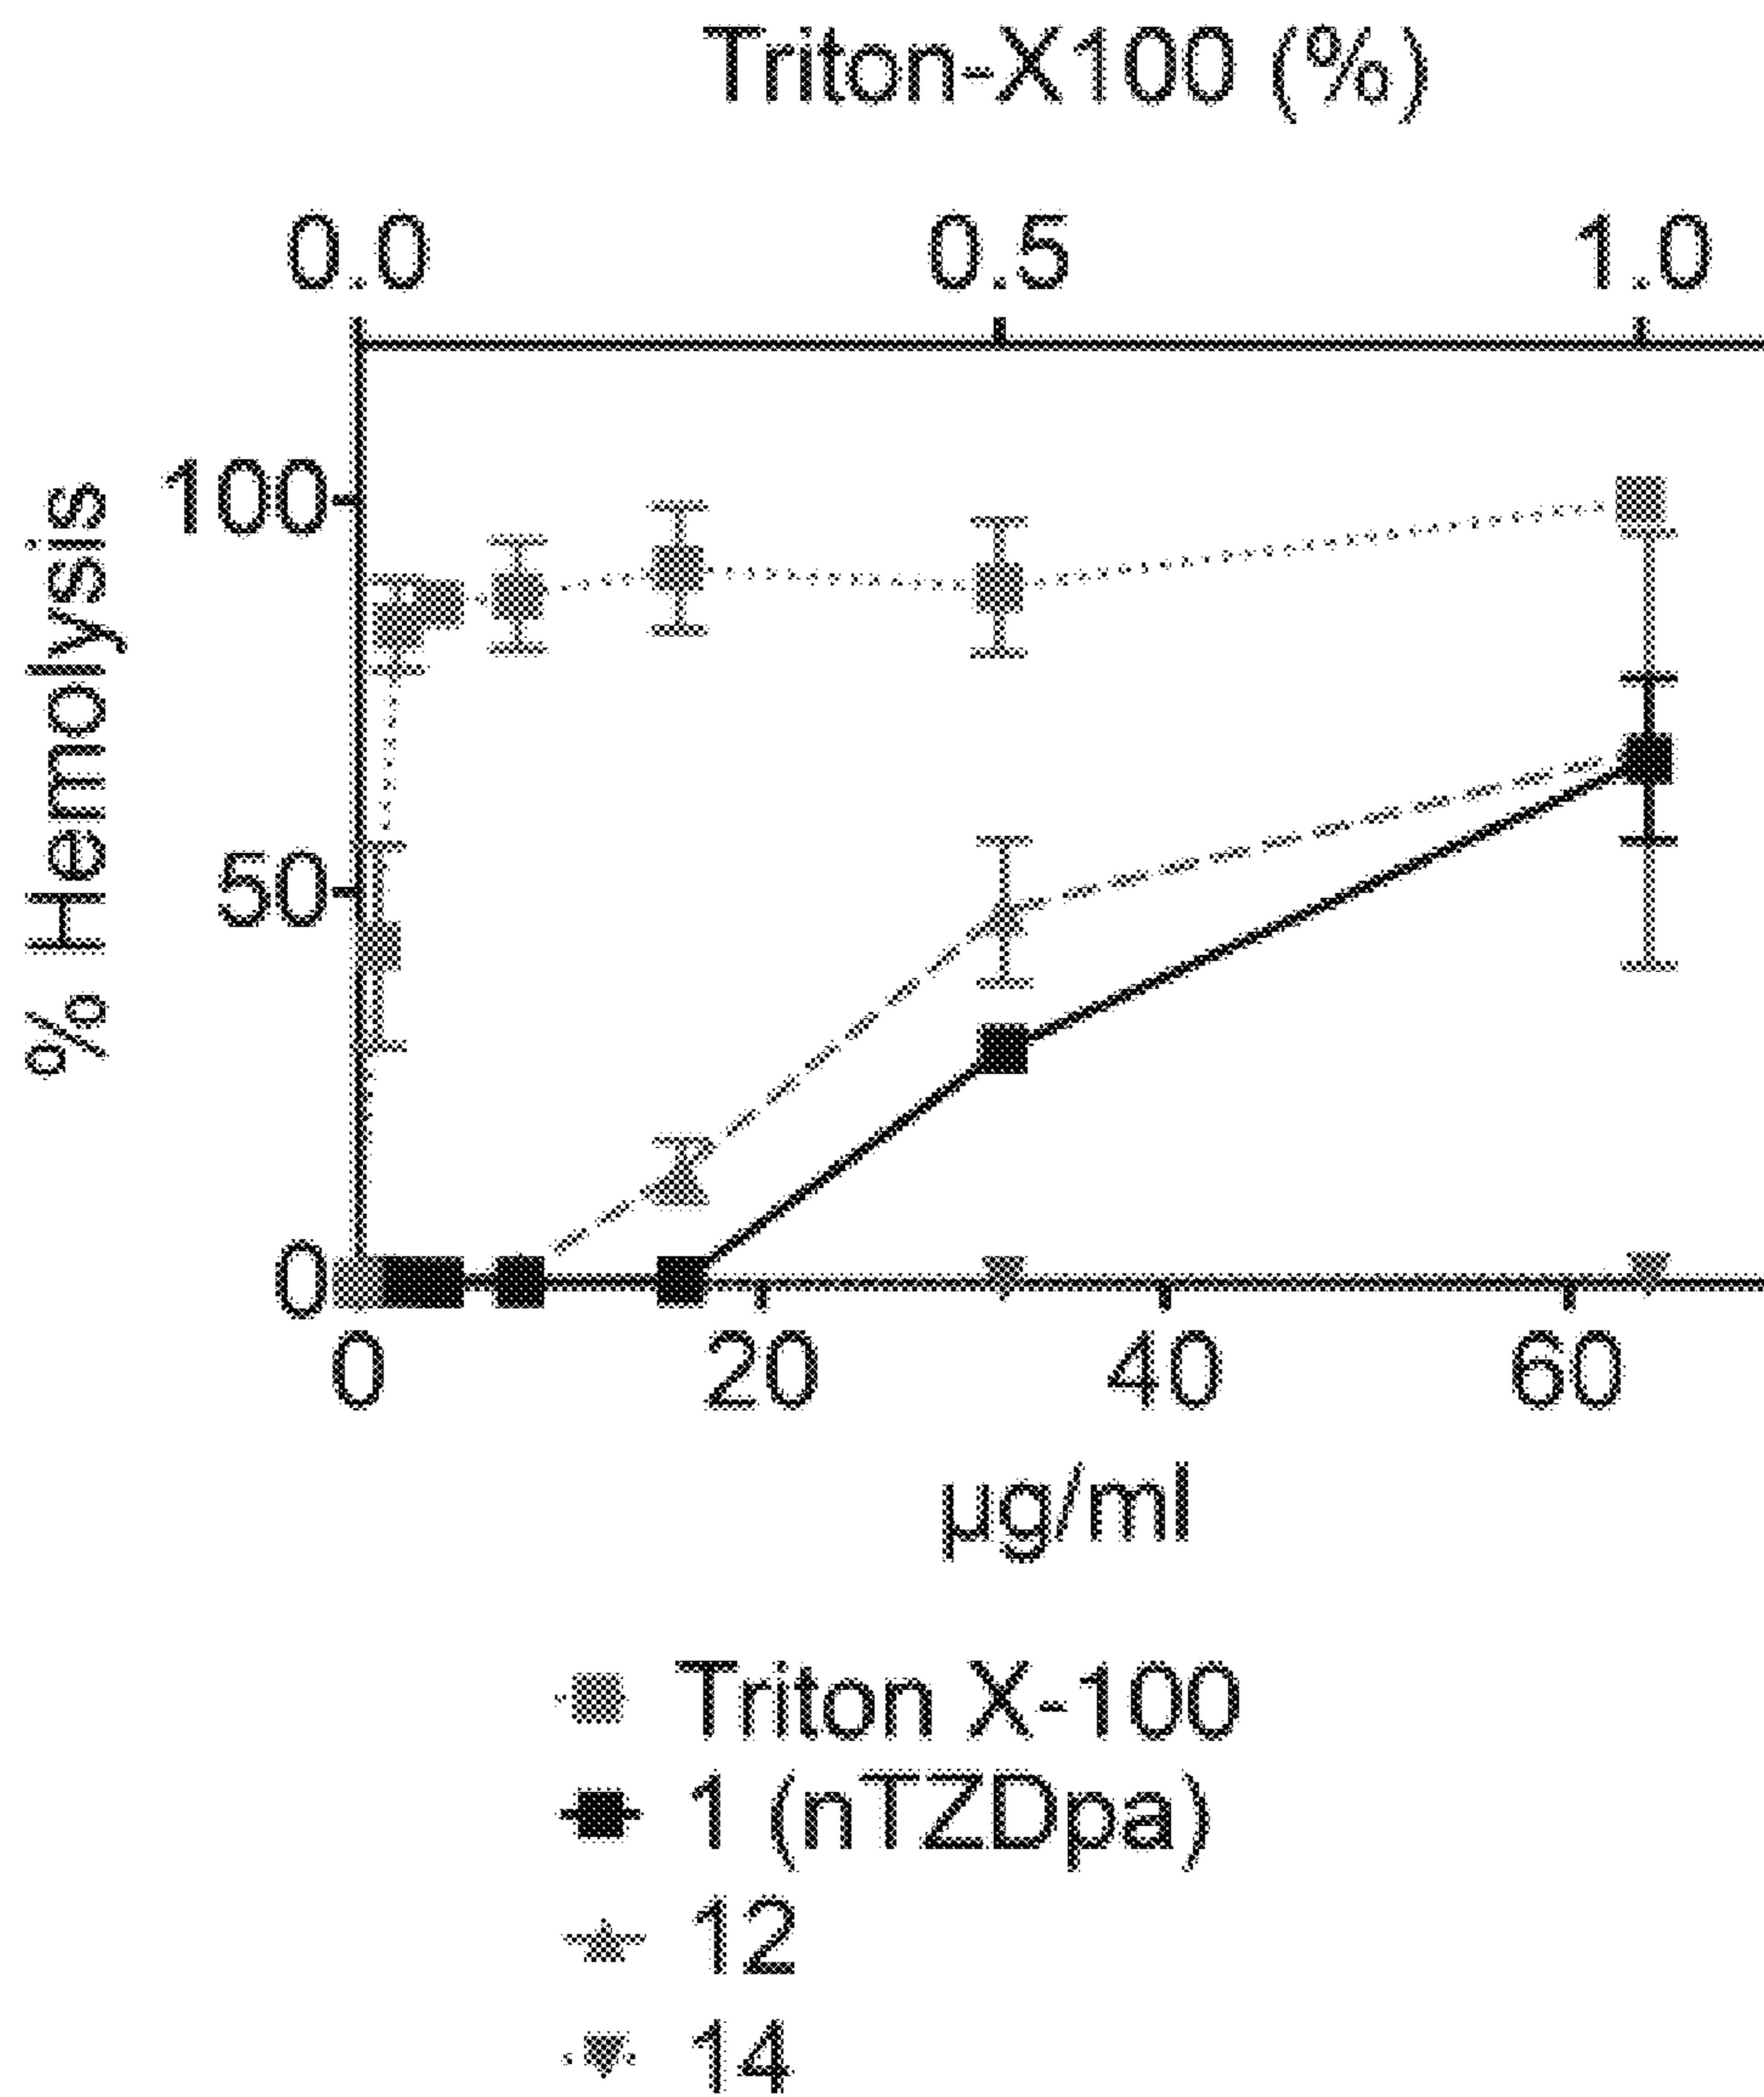 Triton-X100 (%)
0.0 0.5 1.0
% Hemolysis
100
50
0
0 20 40 60
µg/ml
Triton X-100
1 (nTZDpa)
12
14